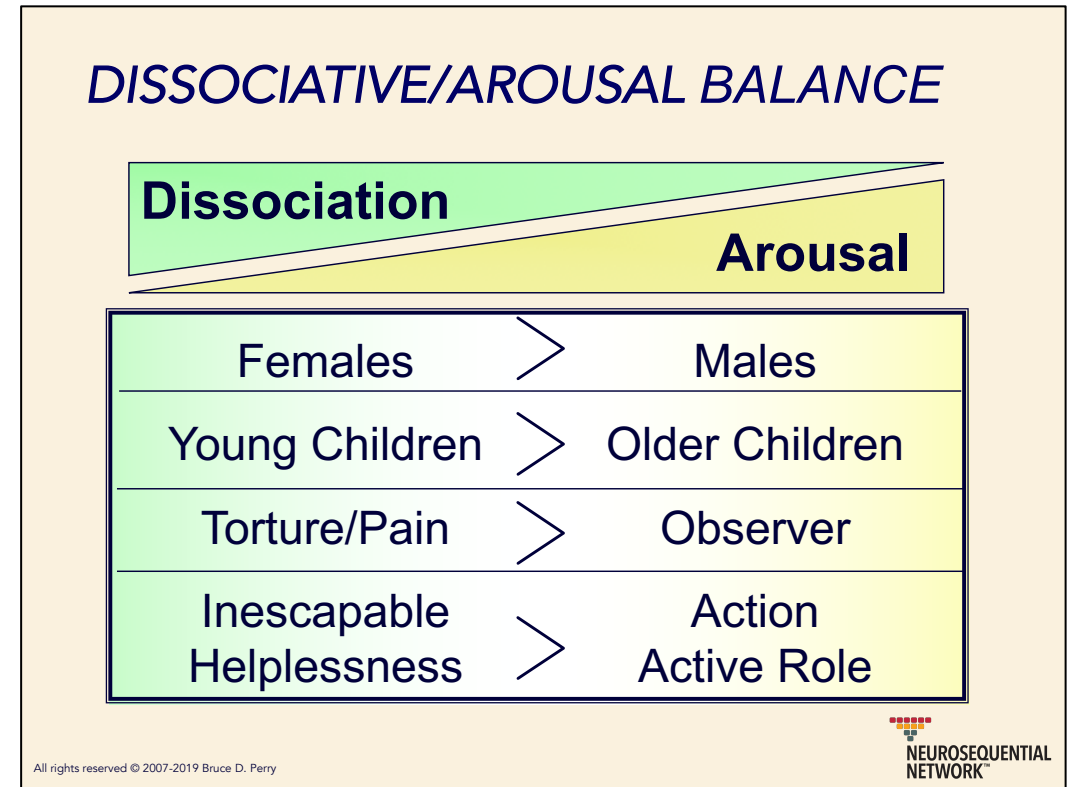 DISSOCIATIVE/AROUSAL BALANCE
Dissociation
Arousal
Females > Males
Young Children > Older Children
Torture/Pain > Observer
Inescapable Action
Helplessness > Active Role
All rights reserved © 2007-2019 Bruce D. Perry
NEUROSEQUENTIAL
NETWORK™